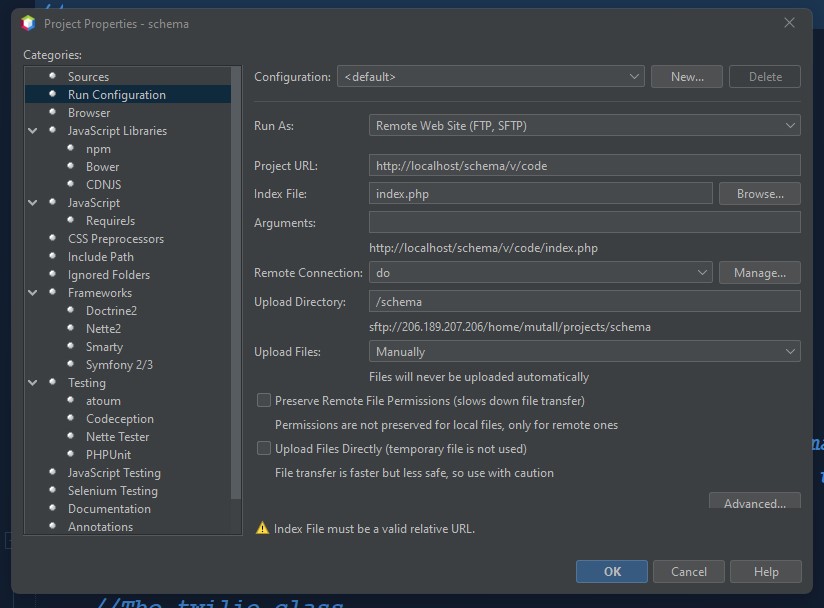 Project Properties - schema
Categories:
Sources
Run Configuration
Browser
JavaScript Libraries
npm
Bower
CDNJS
JavaScript
RequireJs
CSS Preprocessors
Include Path
Ignored Folders
Frameworks
Doctrine2
Nette2
Smarty
Symfony 2/3
Testing
atoum
Codeception
Nette Tester
PHPUnit
JavaScript Testing
Selenium Testing
Documentation
Annotations
Configuration: <default> New... Delete
Run As: Remote Web Site (FTP, SFTP)
Project URL: http://localhost/schema/v/code
Index File: index.php Browse...
Arguments:
http://localhost/schema/v/code/index.php
Remote Connection: do Manage...
Upload Directory: /schema
sftp://206.189.207.206/home/mutall/projects/schema
Upload Files: Manually
Files will never be uploaded automatically
Preserve Remote File Permissions (slows down file transfer)
Permissions are not preserved for local files, only for remote ones
Upload Files Directly (temporary file is not used)
File transfer is faster but less safe, so use with caution
Advanced...
Index File must be a valid relative URL.
OK Cancel Help
//The twilio class